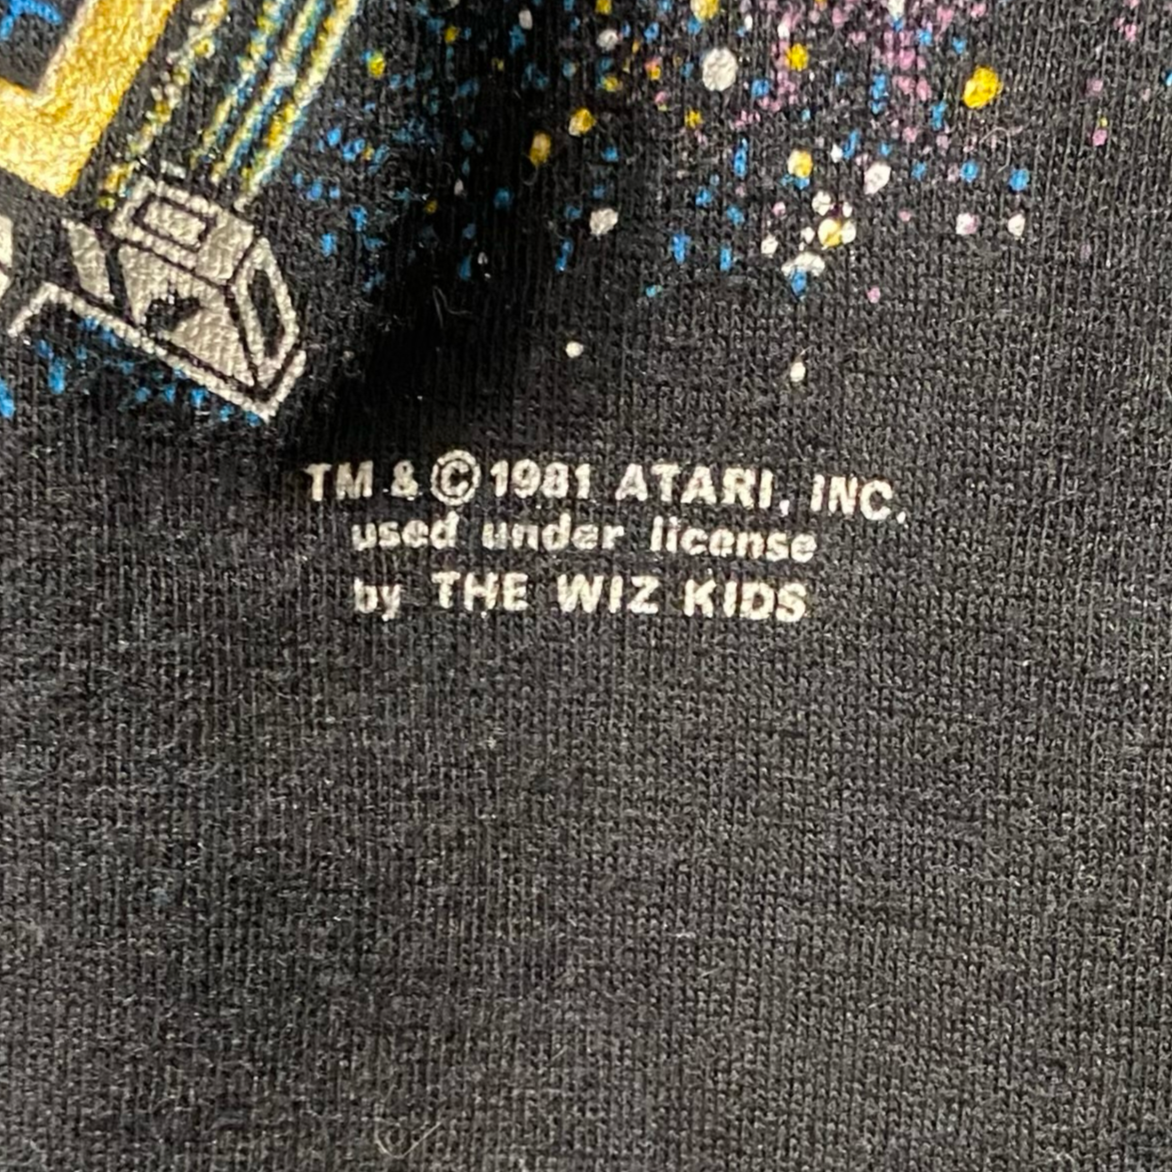 TM & © 1981 ATARI, INC.
used under license
by THE WIZ KIDS